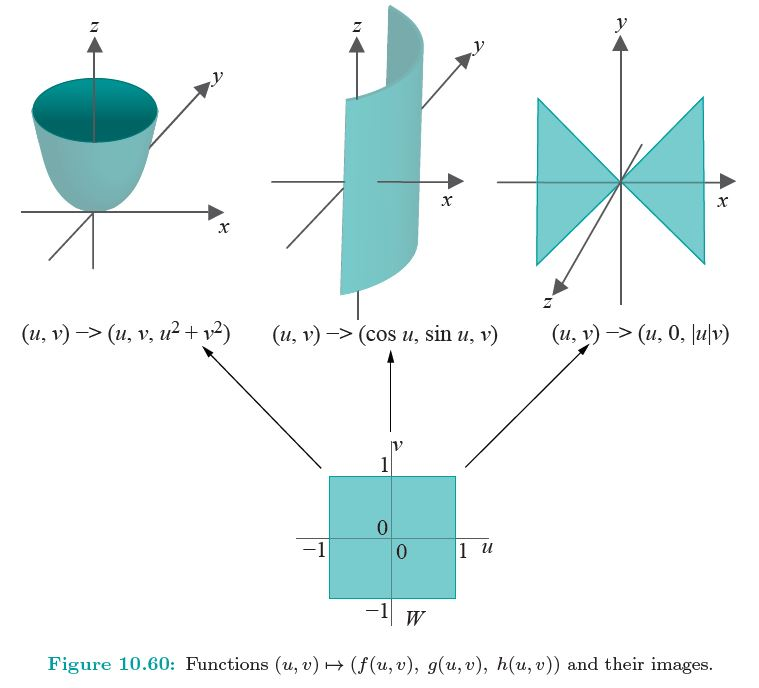 z
y
x
(u, v) –> (u, v, u² + v²)
z
y
x
(u, v) –> (cos u, sin u, v)
y
x
z
(u, v) –> (u, 0, |u|v)
v
1
0
−1
0
1 u
−1
W
Figure 10.60: Functions (u, v) ↦ (f(u, v), g(u, v), h(u, v)) and their images.